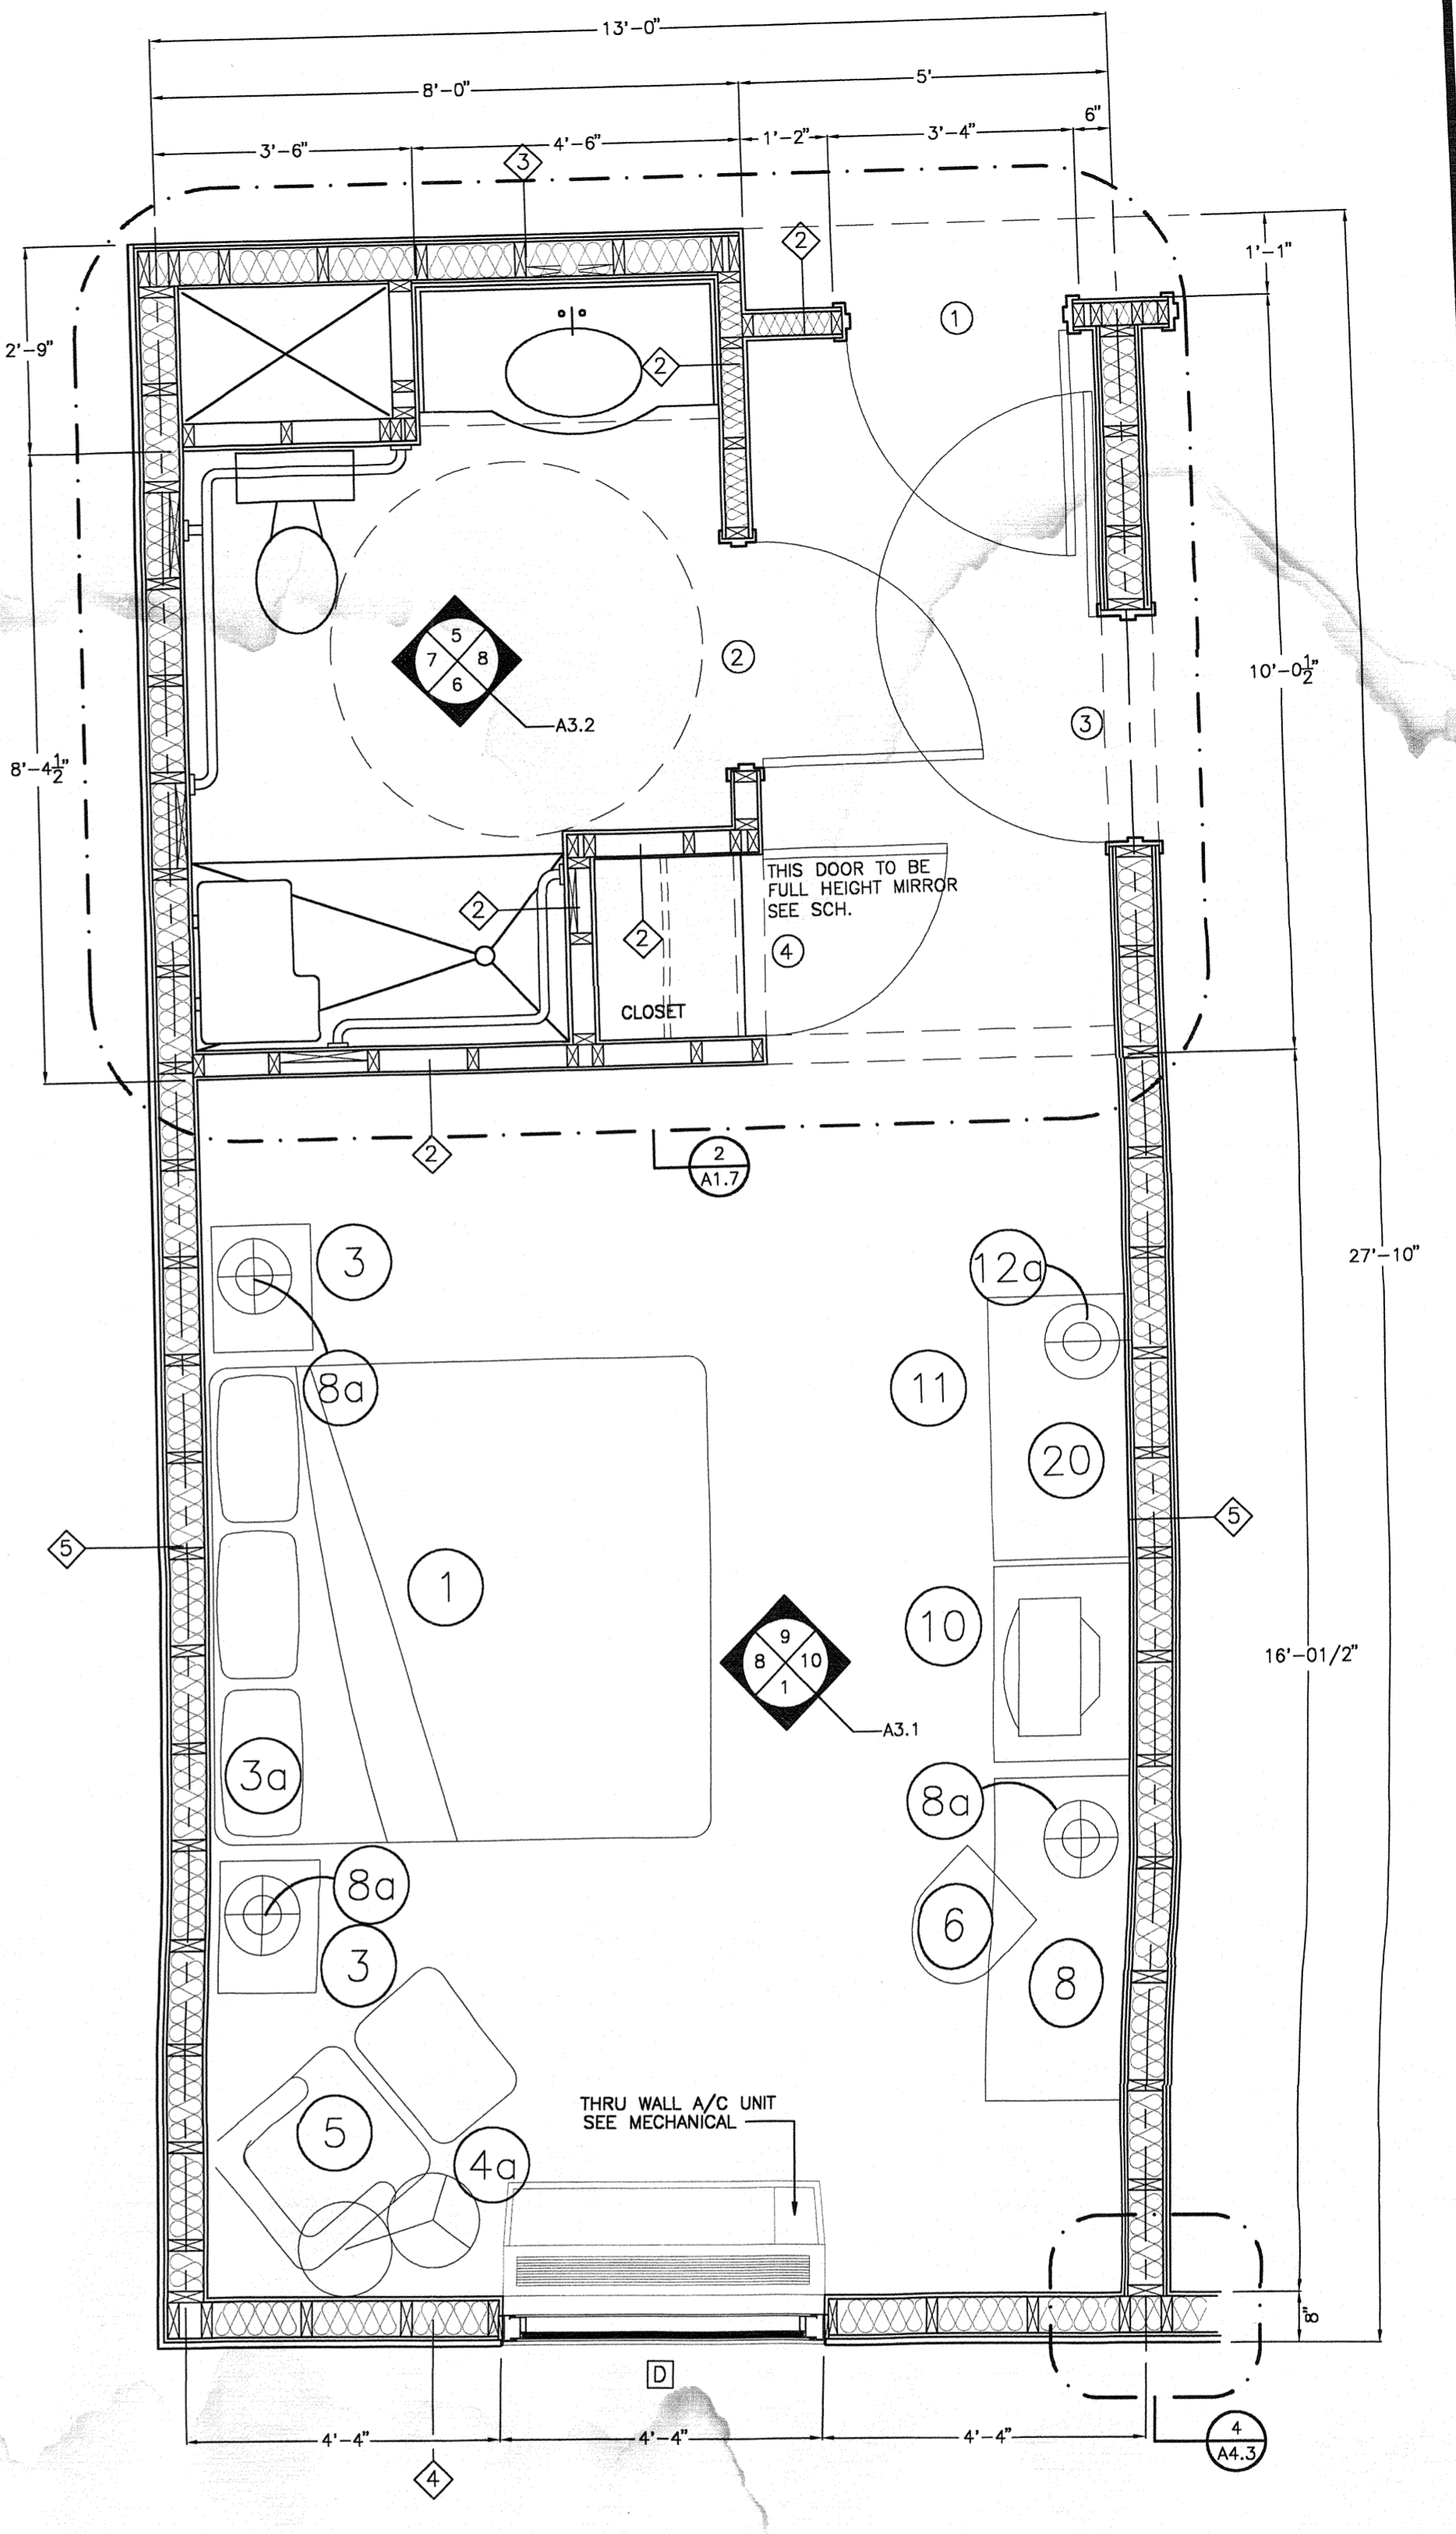 13'-0"
8'-0"
5'
6"
3'-6"
4'-6"
1'-2"
3'-4"
3
2
1'-1"
1
2'-9"
2
5
7
8
6
2
10'-0½"
A3.2
3
8'-4½"
THIS DOOR TO BE
FULL HEIGHT MIRROR
SEE SCH.
2
2
4
CLOSET
2
2
A1.7
3
12a
27'-10"
8a
11
20
5
5
1
10
9
8
10
1
16'-01/2"
A3.1
3a
8a
8a
6
3
8
THRU WALL A/C UNIT
SEE MECHANICAL
5
4a
8"
D
4'-4"
4'-4"
4'-4"
4
A4.3
4